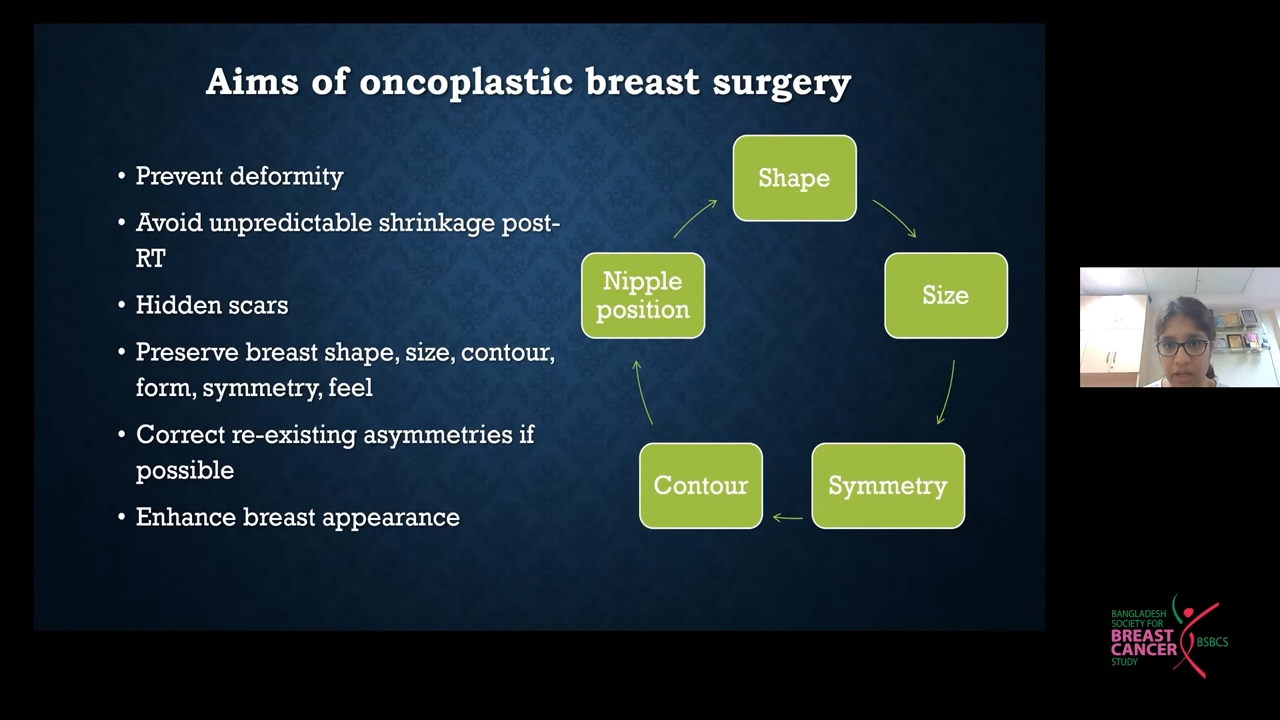 Aims of oncoplastic breast surgery
• Prevent deformity
• Avoid unpredictable shrinkage post-
RT
• Hidden scars
• Preserve breast shape, size, contour,
form, symmetry, feel
• Correct re-existing asymmetries if
possible
• Enhance breast appearance
Shape
Size
Symmetry
Contour
Nipple
position
BANGLADESH
SOCIETY FOR
BREAST
CANCER
STUDY
BSBCS